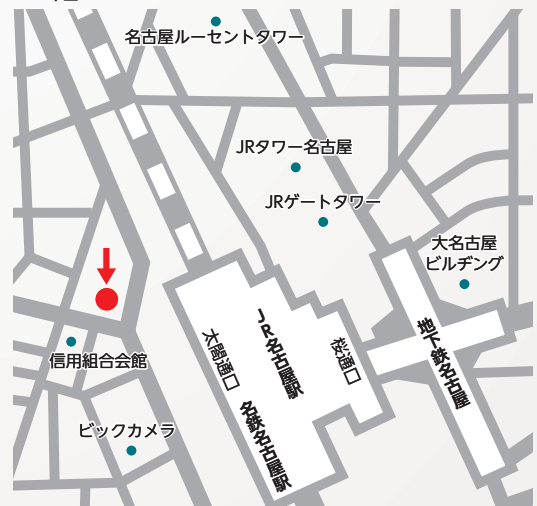 名古屋ルーセントタワー
JRタワー名古屋
JRゲートタワー
大名古屋
ビルヂング
JR名古屋駅
太閤通口
桜通口
地下鉄名古屋
信用組合会館
名鉄名古屋駅
ビックカメラ